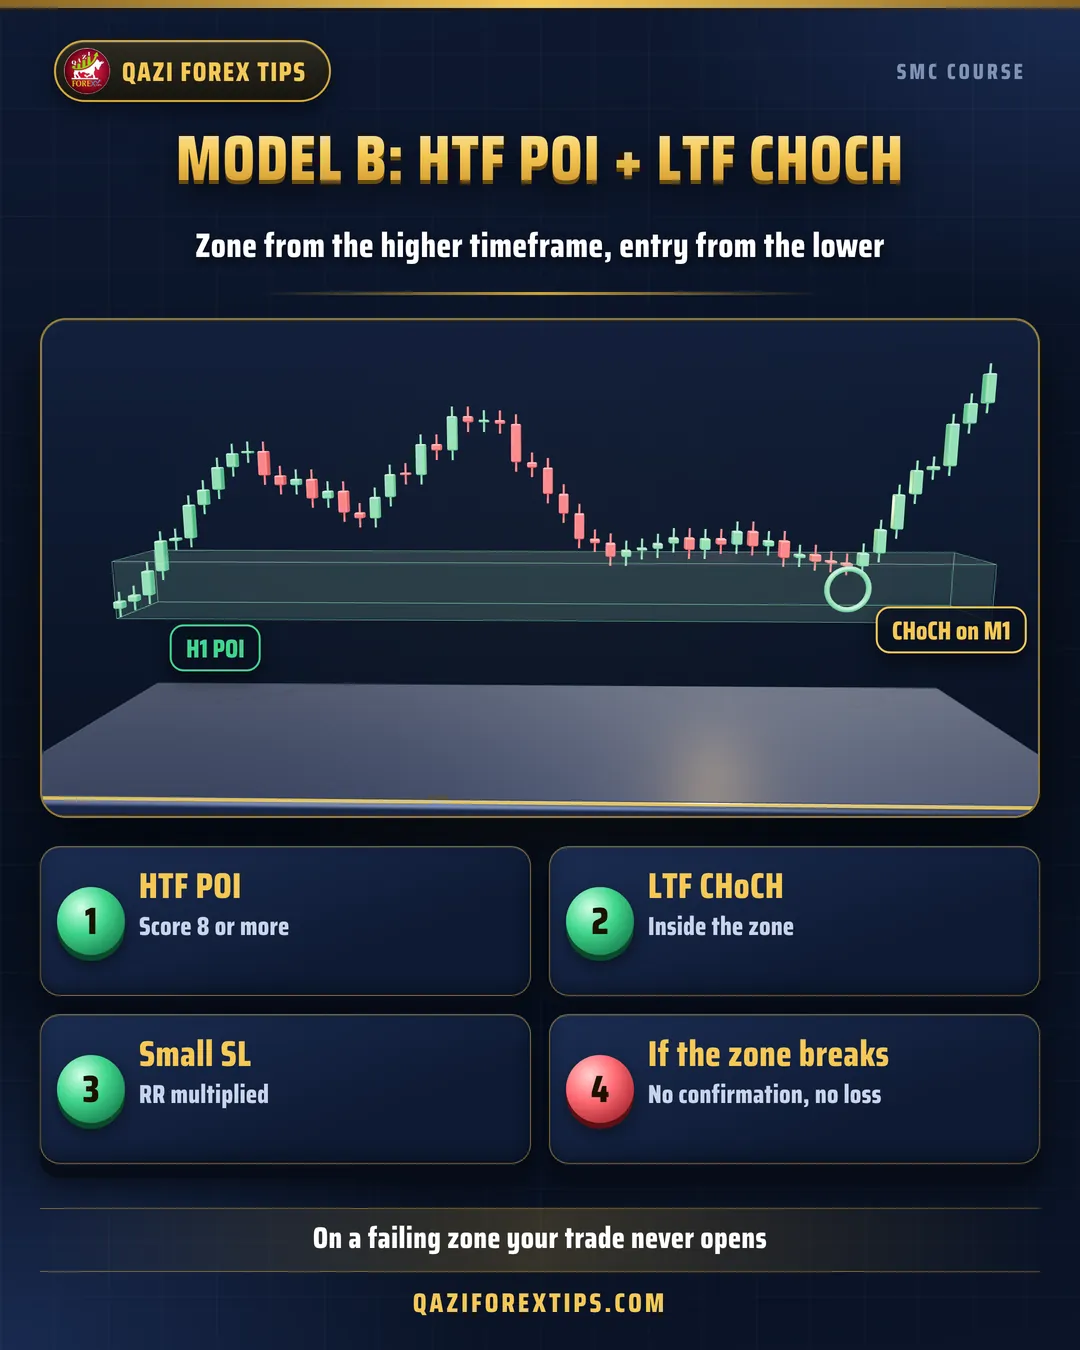 QAZI FOREX TIPS
SMC COURSE
MODEL B: HTF POI + LTF CHOCH
Zone from the higher timeframe, entry from the lower
H1 POI
CHoCH on M1
1
HTF POI
Score 8 or more
2
LTF CHoCH
Inside the zone
3
Small SL
RR multiplied
4
If the zone breaks
No confirmation, no loss
On a failing zone your trade never opens
QAZIFOREXTIPS.COM